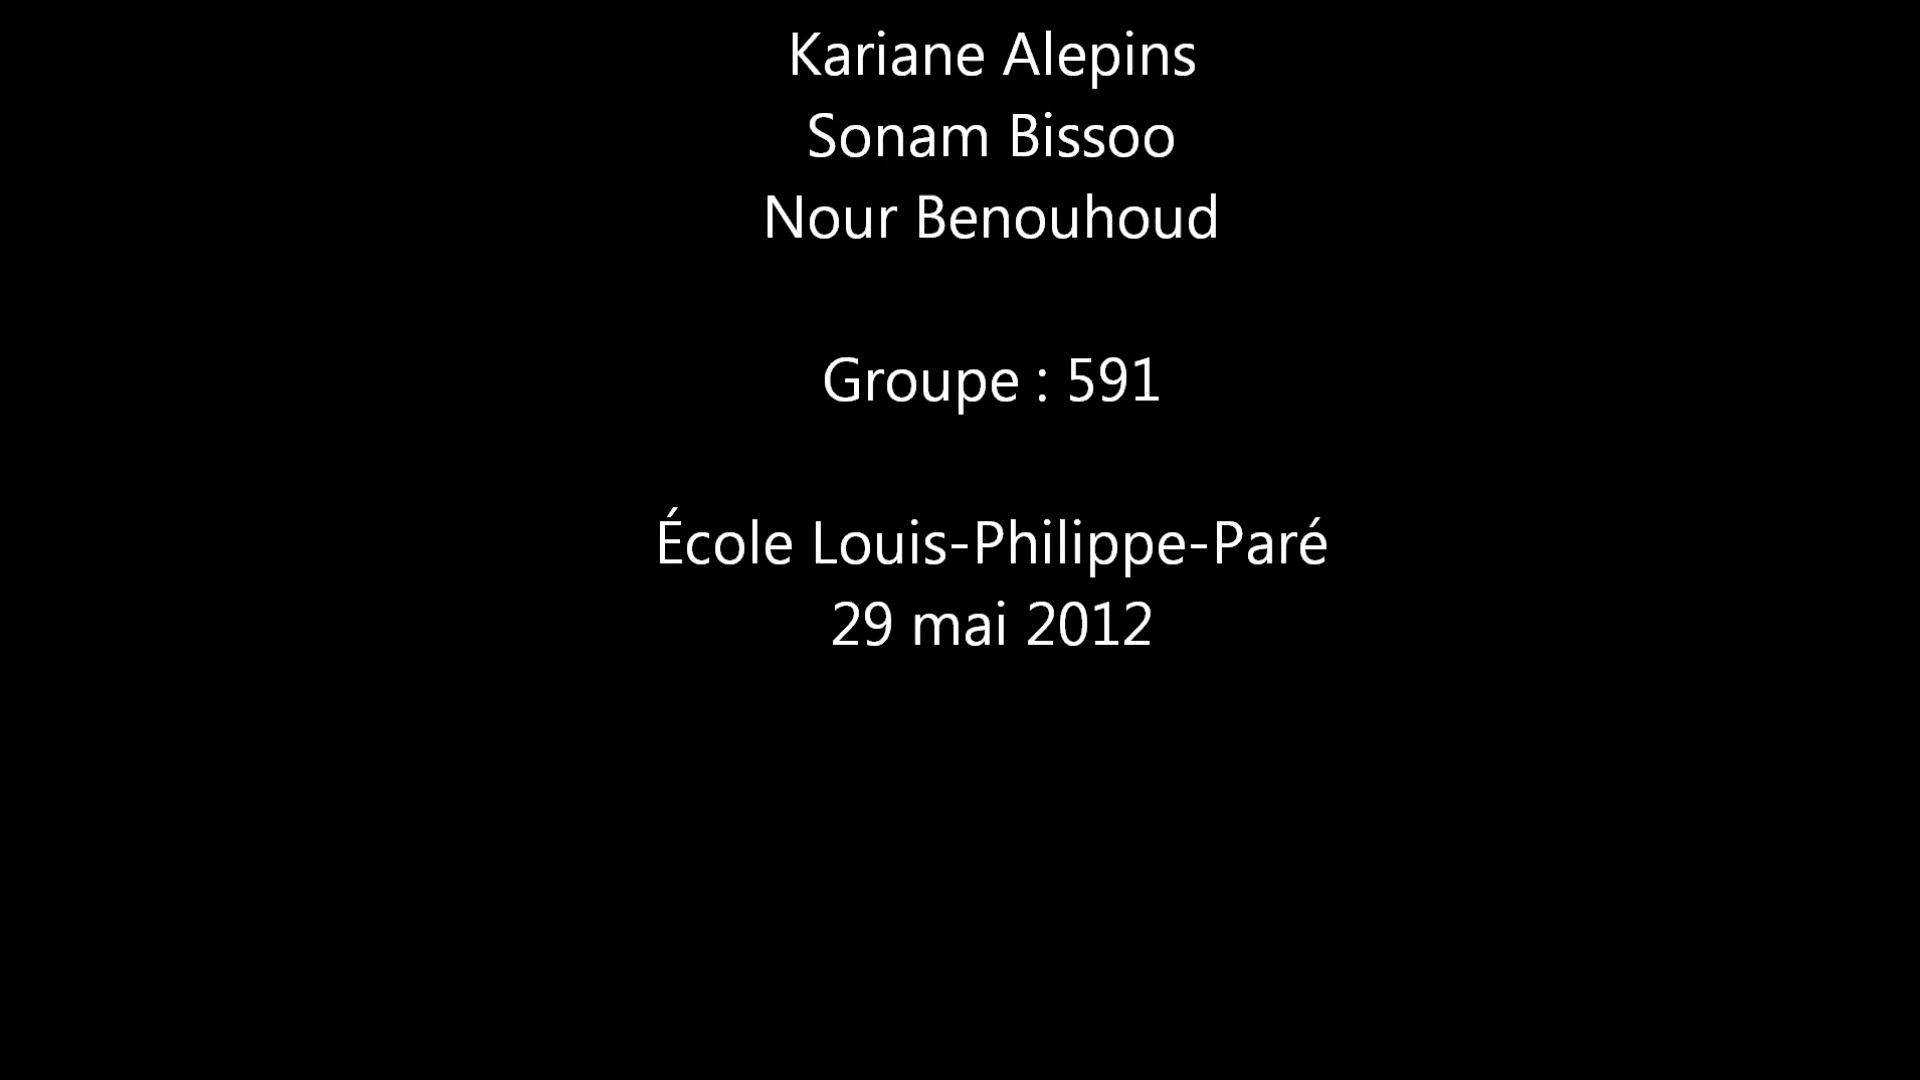 Kariane Alepins
Sonam Bissoo
Nour Benouhoud
Groupe : 591
École Louis-Philippe-Paré
29 mai 2012